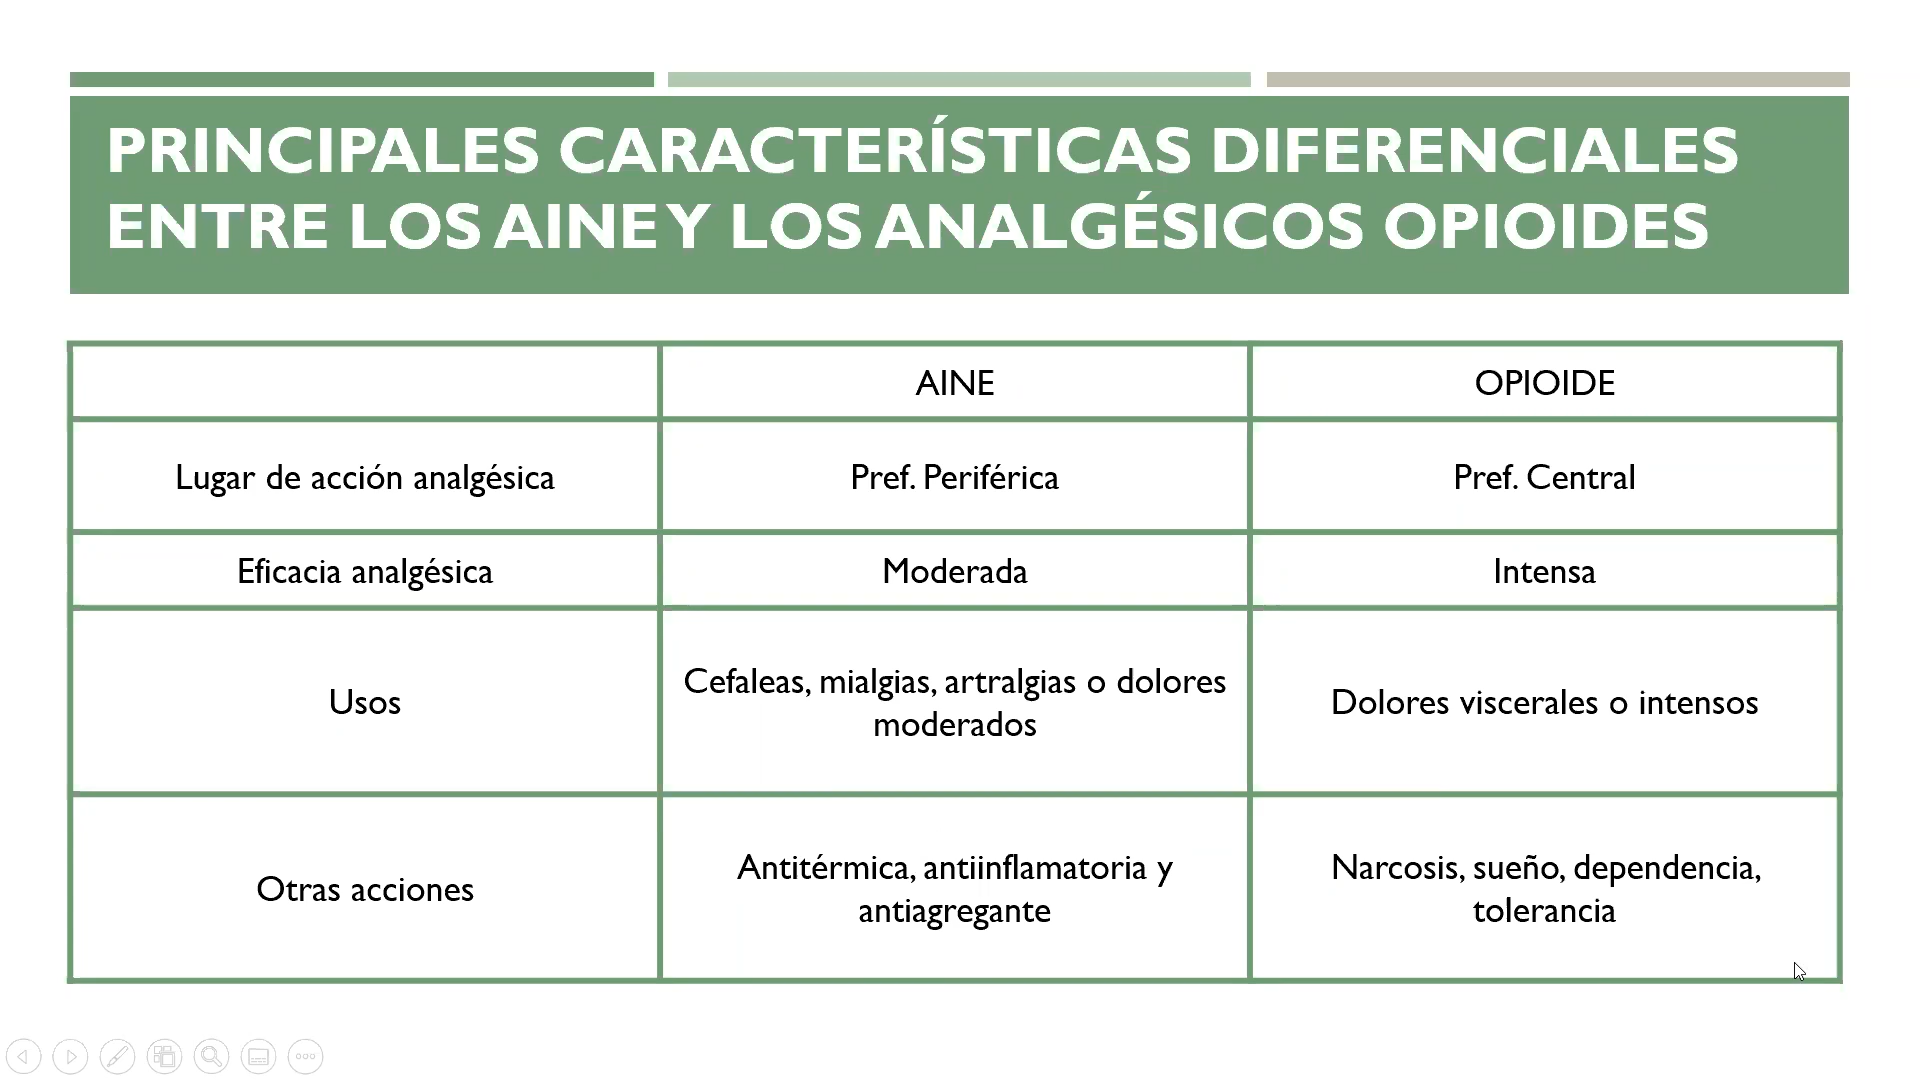 PRINCIPALES CARACTERÍSTICAS DIFERENCIALES
ENTRE LOS AINE Y LOS ANALGÉSICOS OPIOIDES
AINE
OPIOIDE
Lugar de acción analgésica
Pref. Periférica
Pref. Central
Eficacia analgésica
Moderada
Intensa
Usos
Cefaleas, mialgias, artralgias o dolores
moderados
Dolores viscerales o intensos
Otras acciones
Antitérmica, antiinflamatoria y
antiagregante
Narcosis, sueño, dependencia,
tolerancia